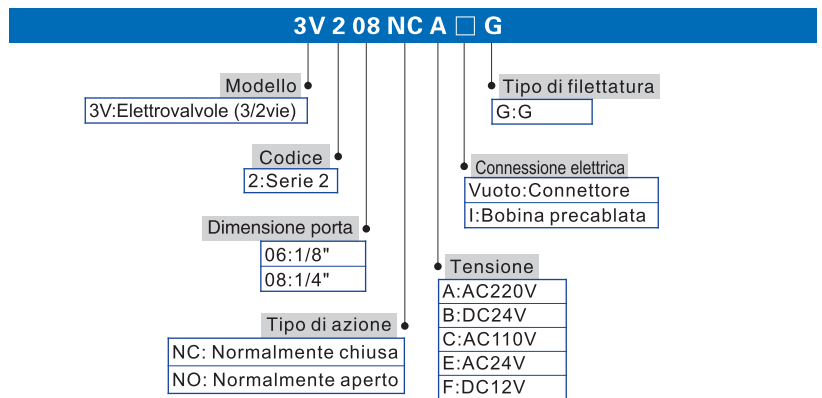 3V 2 08 NC A □ G
Modello
3V:Elettrovalvole (3/2vie)
Codice
2:Serie 2
Dimensione porta
06:1/8"
08:1/4"
Tipo di azione
NC: Normalmente chiusa
NO: Normalmente aperto
Tipo di filettatura
G:G
Connessione elettrica
Vuoto:Connettore
I:Bobina precablata
Tensione
A:AC220V
B:DC24V
C:AC110V
E:AC24V
F:DC12V